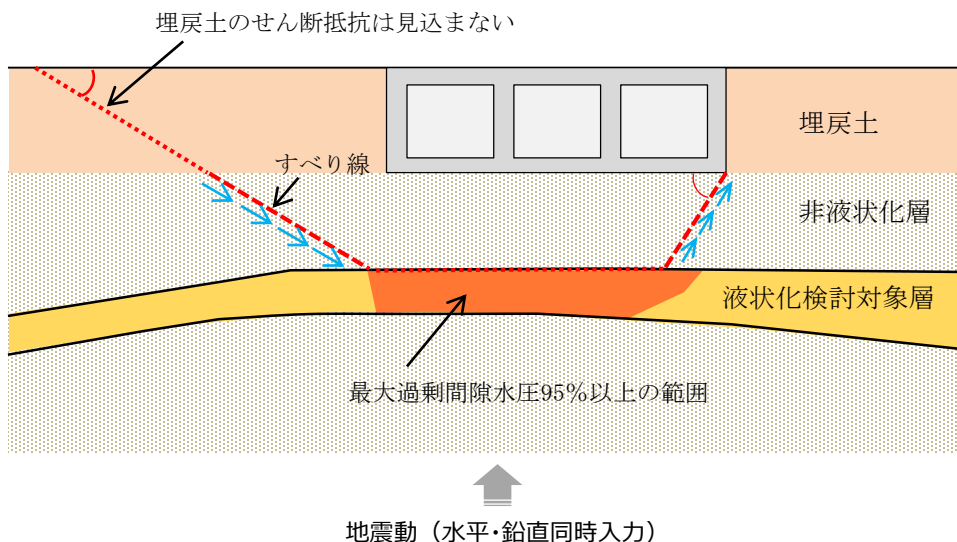 埋戻土のせん断抵抗は見込まない
埋戻土
すべり線
非液状化層
液状化検討対象層
最大過剰間隙水圧95%以上の範囲
地震動（水平・鉛直同時入力）